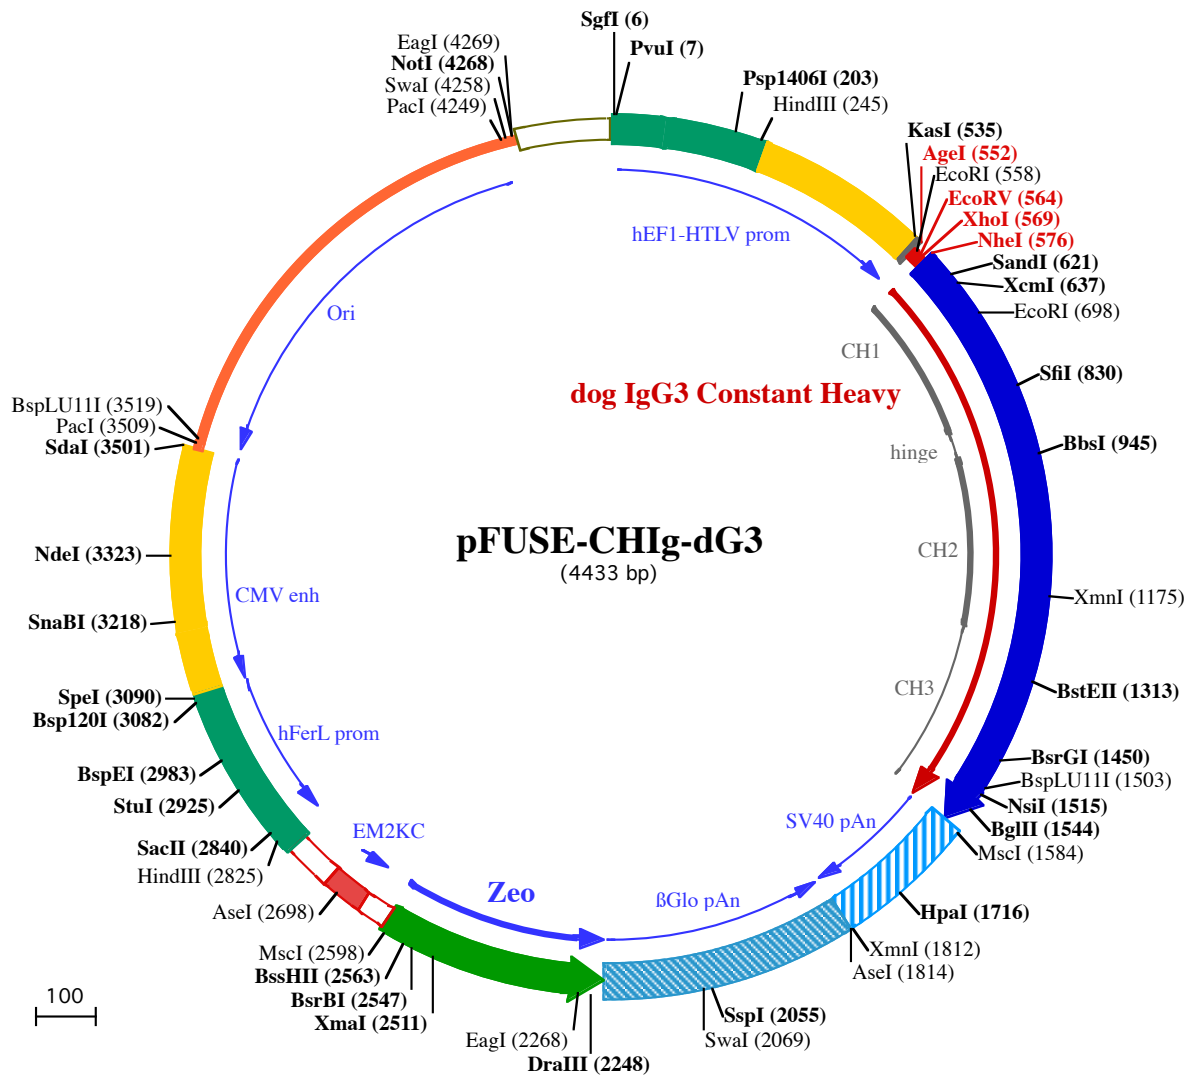 SgfI (6)
PvuI (7)
Psp1406I (203)
HindIII (245)
KasI (535)
AgeI (552)
EcoRI (558)
EcoRV (564)
XhoI (569)
NheI (576)
SandI (621)
XcmI (637)
EcoRI (698)
SfiI (830)
BbsI (945)
XmnI (1175)
BstEII (1313)
BsrGI (1450)
BspLU11I (1503)
NsiI (1515)
BglII (1544)
MscI (1584)
HpaI (1716)
XmnI (1812)
AseI (1814)
SspI (2055)
SwaI (2069)
DraIII (2248)
EagI (2268)
XmaI (2511)
BsrBI (2547)
BssHII (2563)
MscI (2598)
AseI (2698)
HindIII (2825)
SacII (2840)
StuI (2925)
BspEI (2983)
Bsp120I (3082)
SpeI (3090)
SnaBI (3218)
NdeI (3323)
SdaI (3501)
PacI (3509)
BspLU11I (3519)
PacI (4249)
SwaI (4258)
NotI (4268)
EagI (4269)
hEF1-HTLV prom
CH1
dog IgG3 Constant Heavy
hinge
CH2
CH3
SV40 pAn
ßGlo pAn
Zeo
EM2KC
hFerL prom
CMV enh
Ori
pFUSE-CHIg-dG3
(4433 bp)
100